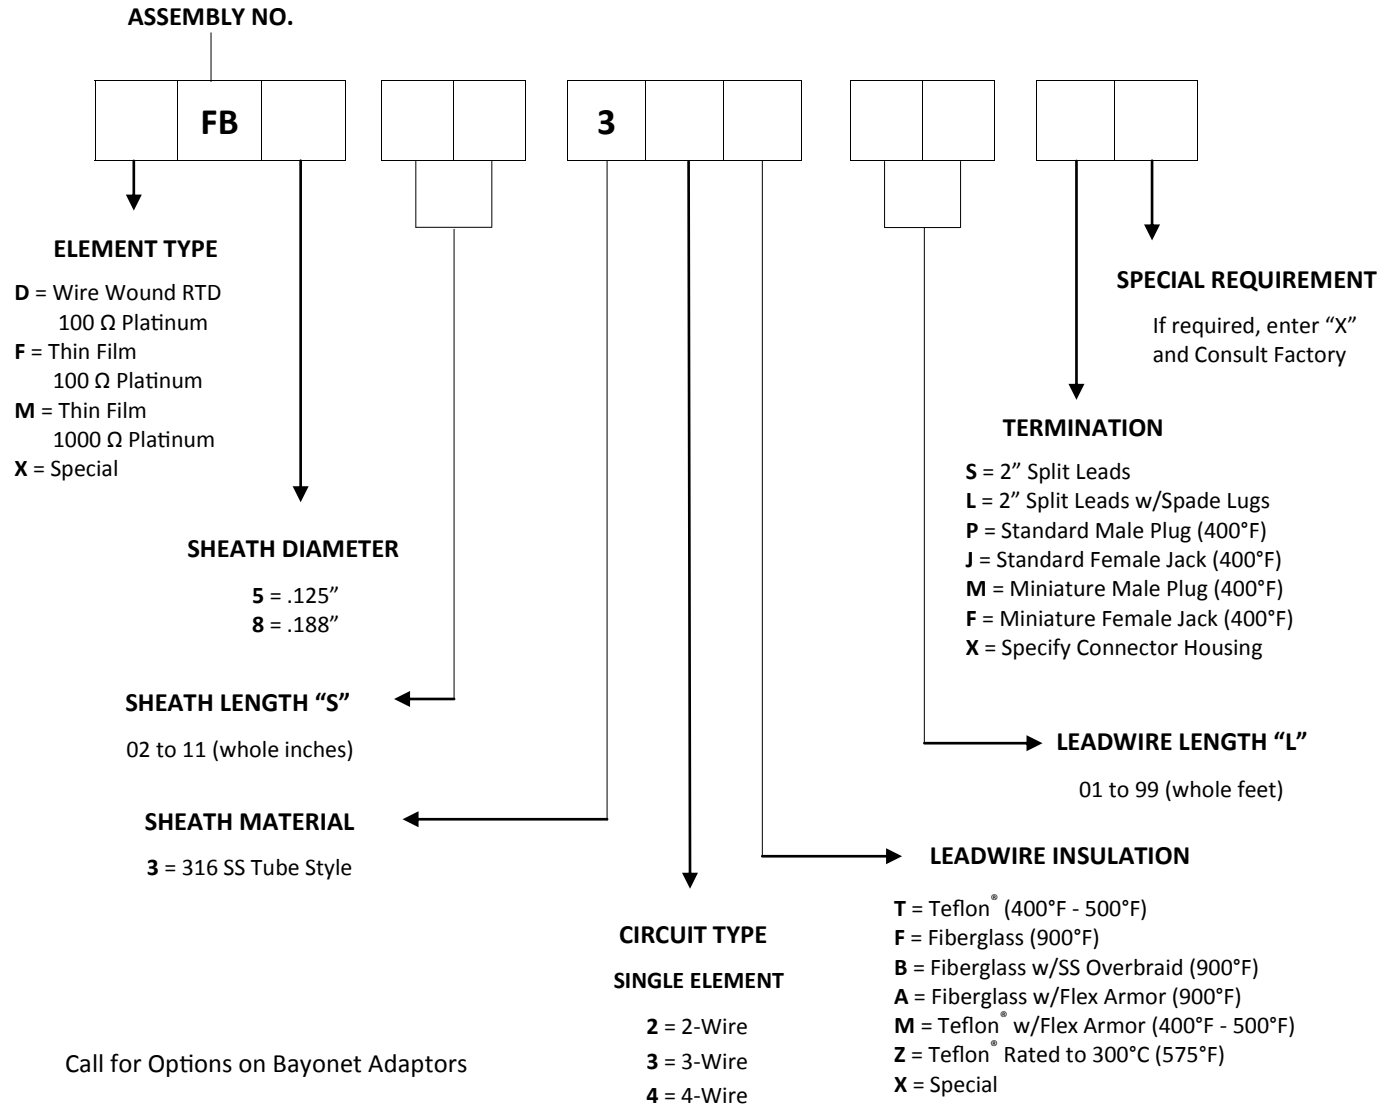 ASSEMBLY NO.
FB
3
ELEMENT TYPE
D = Wire Wound RTD
100 Ω Platinum
F = Thin Film
100 Ω Platinum
M = Thin Film
1000 Ω Platinum
X = Special
SHEATH DIAMETER
5 = .125”
8 = .188”
SHEATH LENGTH “S”
02 to 11 (whole inches)
SHEATH MATERIAL
3 = 316 SS Tube Style
CIRCUIT TYPE
SINGLE ELEMENT
2 = 2-Wire
3 = 3-Wire
4 = 4-Wire
SPECIAL REQUIREMENT
If required, enter “X”
and Consult Factory
TERMINATION
S = 2” Split Leads
L = 2” Split Leads w/Spade Lugs
P = Standard Male Plug (400°F)
J = Standard Female Jack (400°F)
M = Miniature Male Plug (400°F)
F = Miniature Female Jack (400°F)
X = Specify Connector Housing
LEADWIRE LENGTH “L”
01 to 99 (whole feet)
LEADWIRE INSULATION
T = Teflon® (400°F - 500°F)
F = Fiberglass (900°F)
B = Fiberglass w/SS Overbraid (900°F)
A = Fiberglass w/Flex Armor (900°F)
M = Teflon® w/Flex Armor (400°F - 500°F)
Z = Teflon® Rated to 300°C (575°F)
X = Special
Call for Options on Bayonet Adaptors